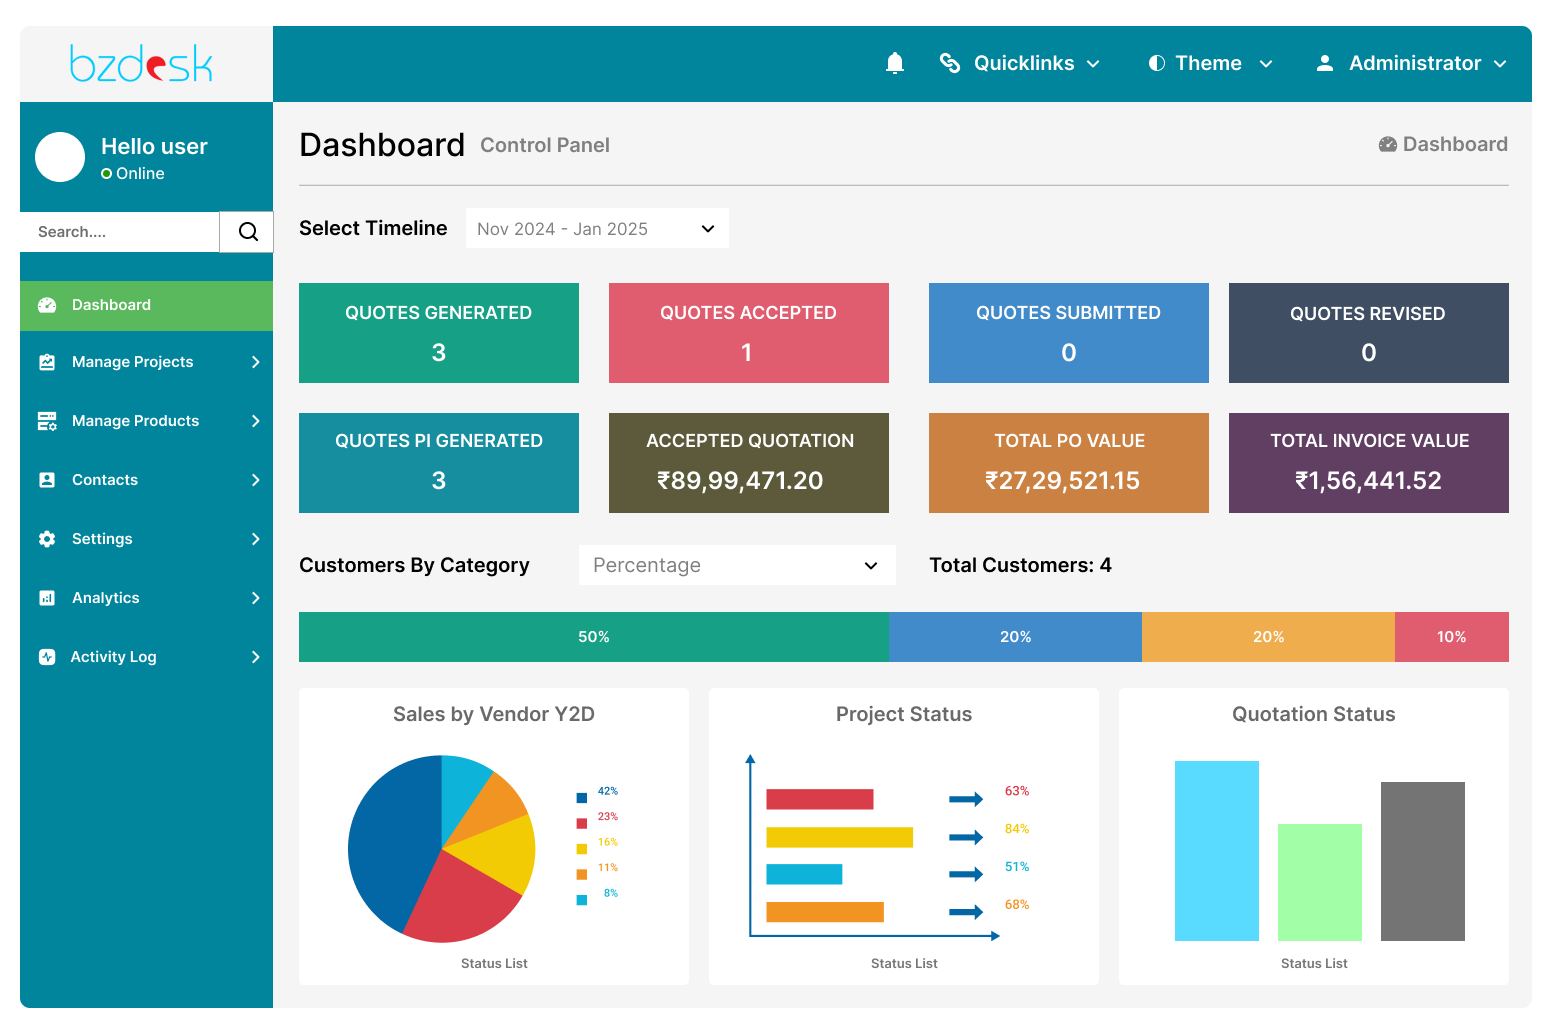 bzdesk
Quicklinks
Theme
Administrator
Hello user
Online
Search....
Dashboard
Manage Projects
Manage Products
Contacts
Settings
Analytics
Activity Log
Dashboard Control Panel
Dashboard
Select Timeline
Nov 2024 - Jan 2025
QUOTES GENERATED
3
QUOTES ACCEPTED
1
QUOTES SUBMITTED
0
QUOTES REVISED
0
QUOTES PI GENERATED
3
ACCEPTED QUOTATION
₹89,99,471.20
TOTAL PO VALUE
₹27,29,521.15
TOTAL INVOICE VALUE
₹1,56,441.52
Customers By Category
Percentage
Total Customers: 4
50%
20%
20%
10%
Sales by Vendor Y2D
42%
23%
16%
11%
8%
Status List
Project Status
63%
84%
51%
68%
Status List
Quotation Status
Status List